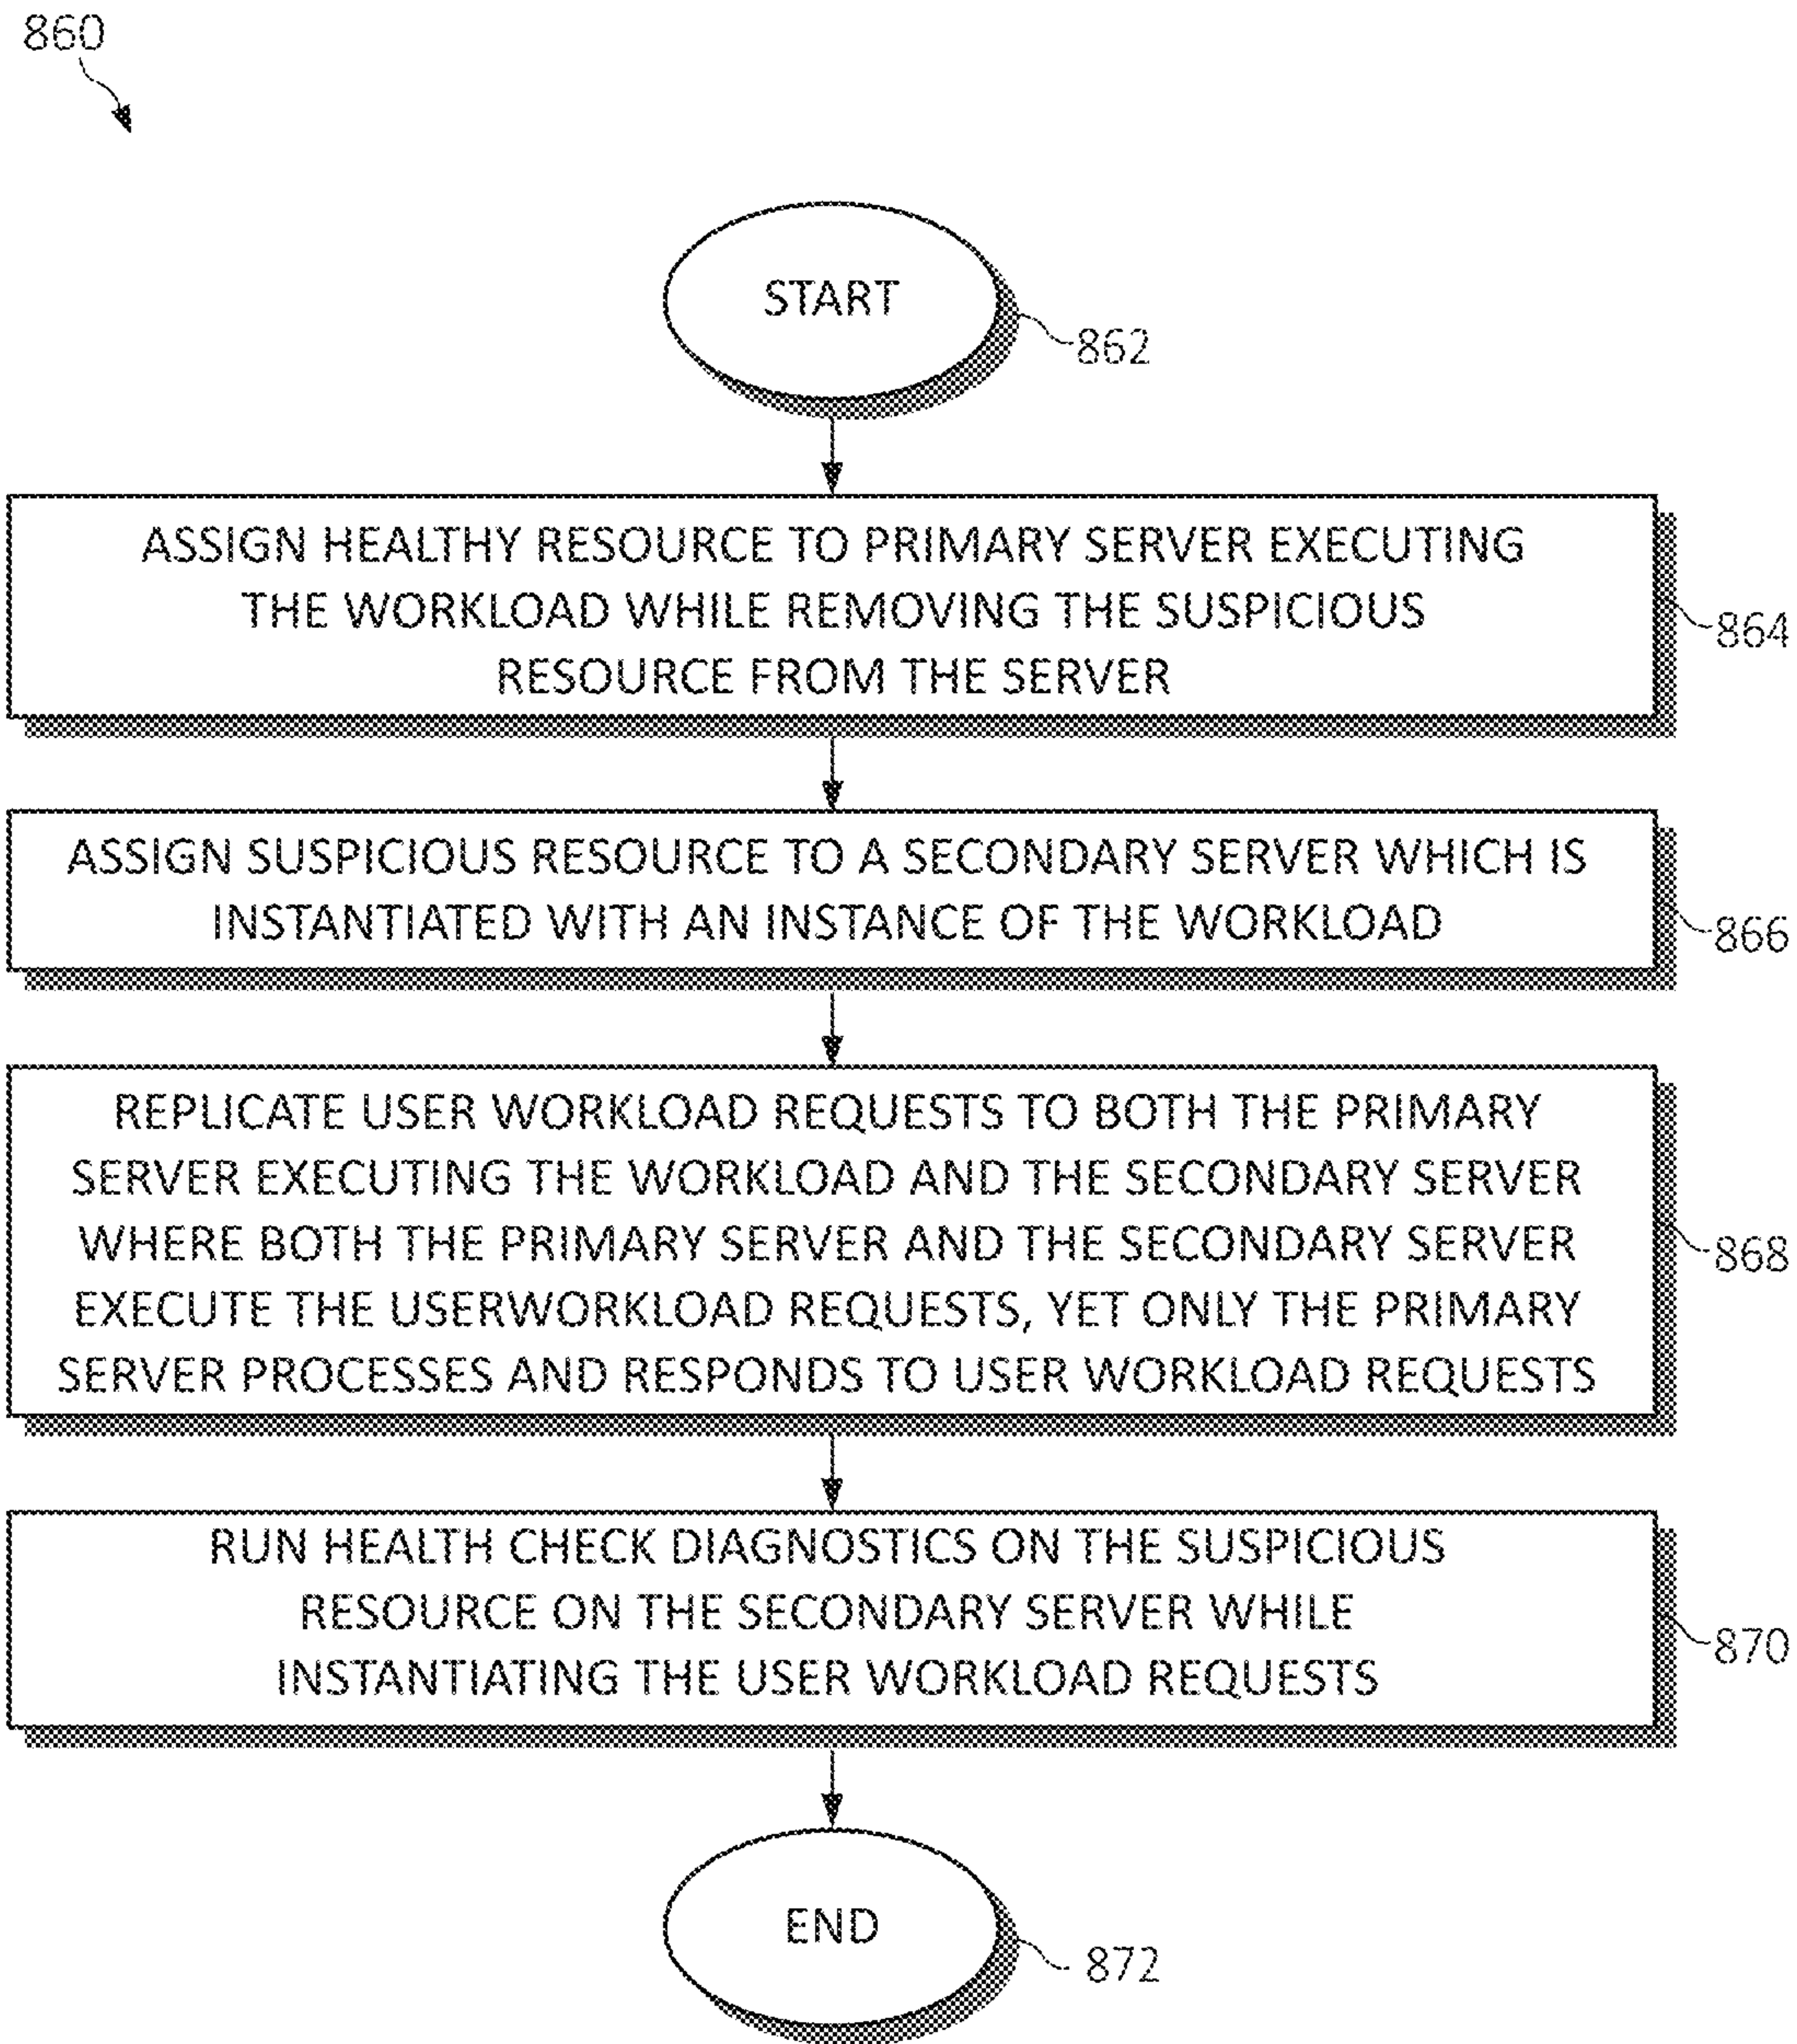 860
START
862
ASSIGN HEALTHY RESOURCE TO PRIMARY SERVER EXECUTING
THE WORKLOAD WHILE REMOVING THE SUSPICIOUS
RESOURCE FROM THE SERVER
864
ASSIGN SUSPICIOUS RESOURCE TO A SECONDARY SERVER WHICH IS
INSTANTIATED WITH AN INSTANCE OF THE WORKLOAD
866
REPLICATE USER WORKLOAD REQUESTS TO BOTH THE PRIMARY
SERVER EXECUTING THE WORKLOAD AND THE SECONDARY SERVER
WHERE BOTH THE PRIMARY SERVER AND THE SECONDARY SERVER
EXECUTE THE USERWORKLOAD REQUESTS, YET ONLY THE PRIMARY
SERVER PROCESSES AND RESPONDS TO USER WORKLOAD REQUESTS
868
RUN HEALTH CHECK DIAGNOSTICS ON THE SUSPICIOUS
RESOURCE ON THE SECONDARY SERVER WHILE
INSTANTIATING THE USER WORKLOAD REQUESTS
870
END
872